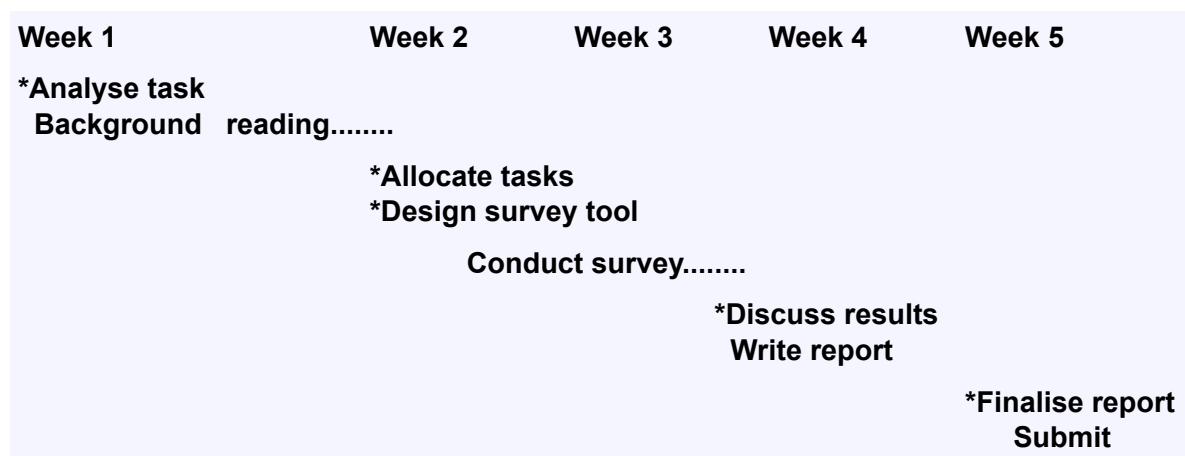 Week 1 Week 2 Week 3 Week 4 Week 5
*Analyse task
Background reading........
*Allocate tasks
*Design survey tool
Conduct survey........
*Discuss results
Write report
*Finalise report
Submit